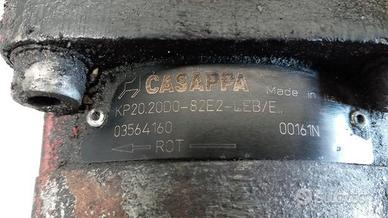 CASAPPA Made in
KP20.20D0-82E2-LEB/E
03564160 00161N
ROT